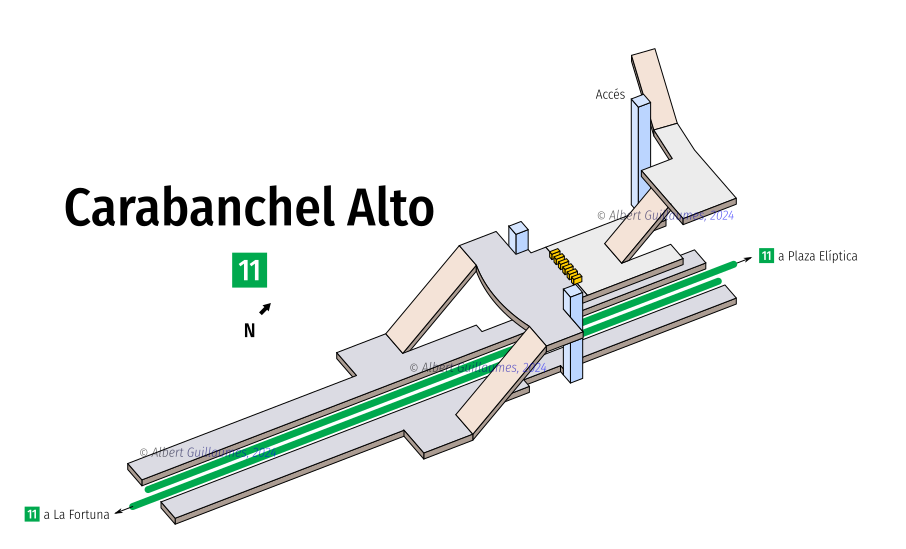 Accés
Carabanchel Alto
© Albert Guillaumes, 2024
11
11 a Plaza Elíptica
N
© Albert Guillaumes, 2024
© Albert Guillaumes, 2024
11 a La Fortuna